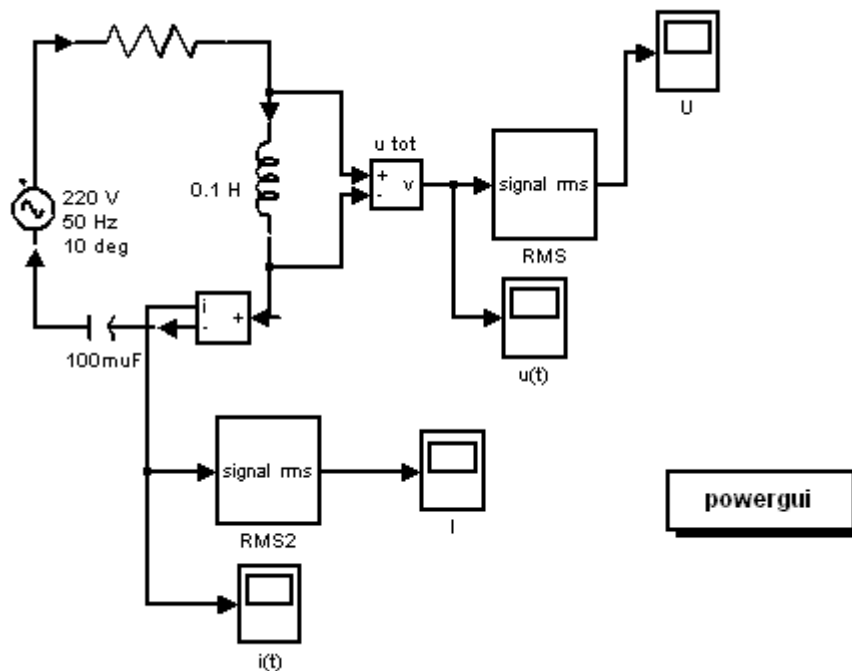 U
u tot
+
v
-
signal rms
RMS
0.1 H
220 V
50 Hz
10 deg
i
+
-
100muF
u(t)
signal rms
RMS2
I
powergui
i(t)